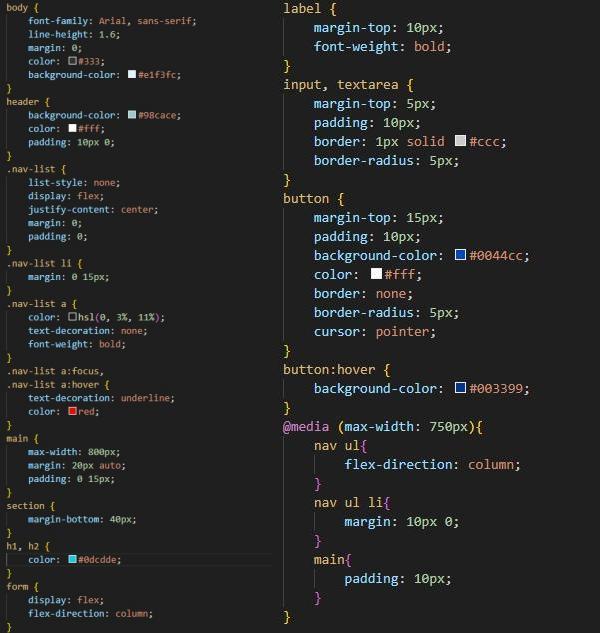 body {
font-family: Arial, sans-serif;
line-height: 1.6;
margin: 0;
color: #333;
background-color: #e1f3fc;
}
header {
background-color: #98cace;
color: #fff;
padding: 10px 0;
}
.nav-list {
list-style: none;
display: flex;
justify-content: center;
margin: 0;
padding: 0;
}
.nav-list li {
margin: 0 15px;
}
.nav-list a {
color: hsl(0, 3%, 11%);
text-decoration: none;
font-weight: bold;
}
.nav-list a:focus,
.nav-list a:hover {
text-decoration: underline;
color: red;
}
main {
max-width: 800px;
margin: 20px auto;
padding: 0 15px;
}
section {
margin-bottom: 40px;
}
h1, h2 {
color: #0dcdde;
}
form {
display: flex;
flex-direction: column;
}
label {
margin-top: 10px;
font-weight: bold;
}
input, textarea {
margin-top: 5px;
padding: 10px;
border: 1px solid #ccc;
border-radius: 5px;
}
button {
margin-top: 15px;
padding: 10px;
background-color: #0044cc;
color: #fff;
border: none;
border-radius: 5px;
cursor: pointer;
}
button:hover {
background-color: #003399;
}
@media (max-width: 750px){
nav ul{
flex-direction: column;
}
nav ul li{
margin: 10px 0;
}
main{
padding: 10px;
}
}